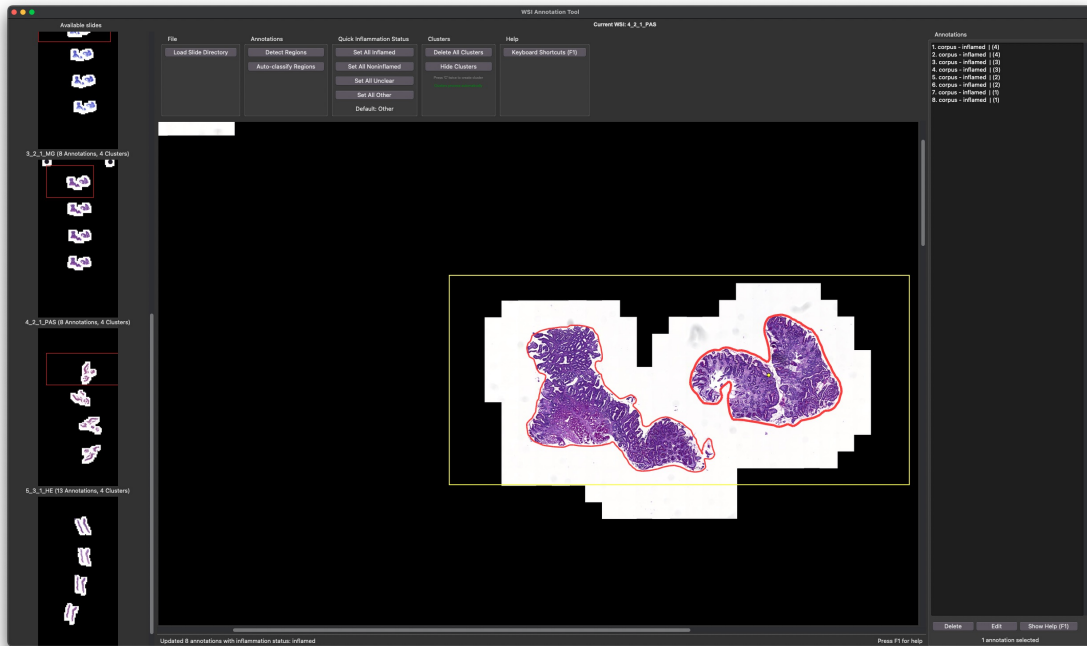 WSI Annotation Tool
Available slides
Current WSI: 4_2_1_PAS
Annotations
File
Annotations
Quick Inflammation Status
Clusters
Help
Load Slide Directory
Detect Regions
Set All Inflamed
Delete All Clusters
Keyboard Shortcuts (F1)
Auto-classify Regions
Set All Noninflamed
Hide Clusters
Set All Unclear
Set All Other
Default: Other
1. corpus - inflamed | (4)
2. corpus - inflamed | (4)
3. corpus - inflamed | (3)
4. corpus - inflamed | (3)
5. corpus - inflamed | (2)
6. corpus - inflamed | (2)
7. corpus - inflamed | (1)
8. corpus - inflamed | (1)
3_2_1_MG (8 Annotations, 4 Clusters)
4_2_1_PAS (8 Annotations, 4 Clusters)
5_3_1_HE (13 Annotations, 4 Clusters)
Delete
Edit
Show Help (F1)
Updated 8 annotations with inflammation status: inflamed
Press F1 for help
1 annotation selected